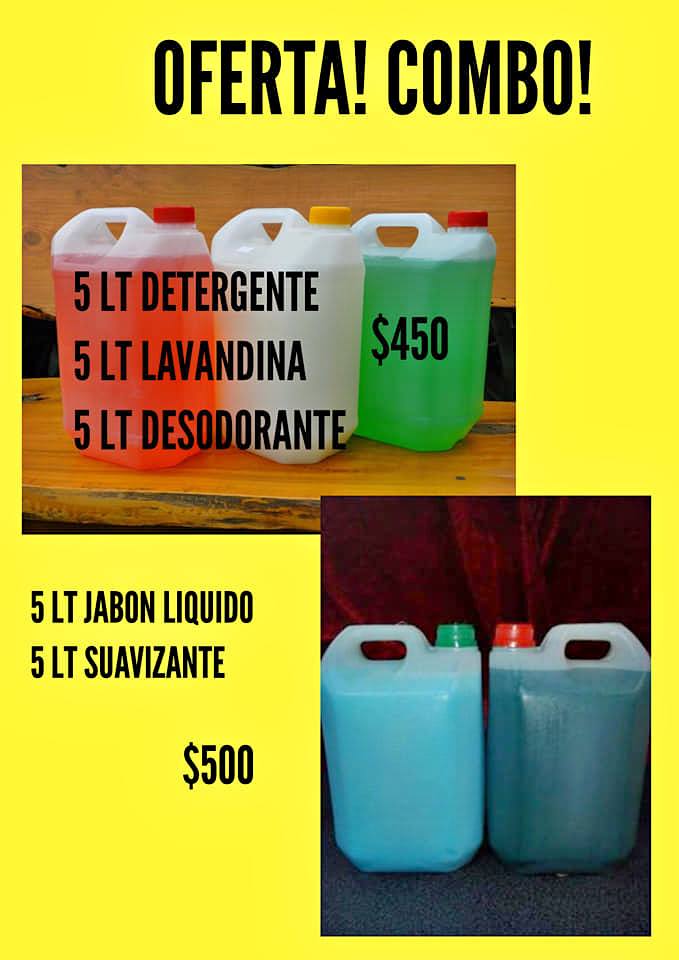 OFERTA! COMBO!
5 LT DETERGENTE
5 LT LAVANDINA
5 LT DESODORANTE
$450
5 LT JABON LIQUIDO
5 LT SUAVIZANTE
$500